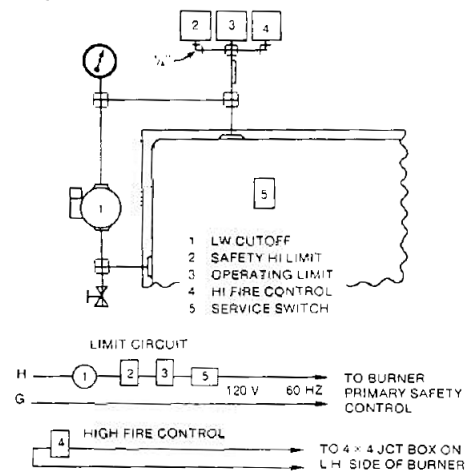 2 3 4
¼"
1
5
1 LW CUTOFF
2 SAFETY HI LIMIT
3 OPERATING LIMIT
4 HI FIRE CONTROL
5 SERVICE SWITCH
LIMIT CIRCUIT
H 1 2 3 5 TO BURNER
120 V 60 HZ PRIMARY SAFETY
G CONTROL
4 HIGH FIRE CONTROL
TO 4 × 4 JCT BOX ON
L H SIDE OF BURNER